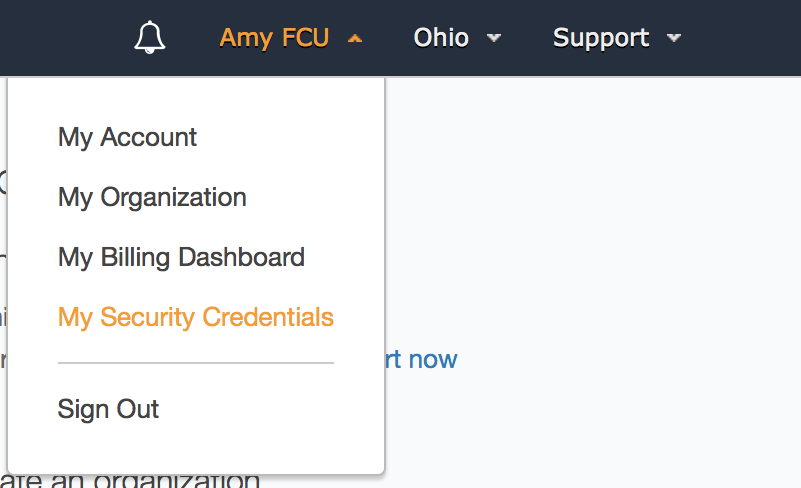 Amy FCU Ohio Support
My Account
My Organization
My Billing Dashboard
My Security Credentials
rt now
Sign Out
ate an organization